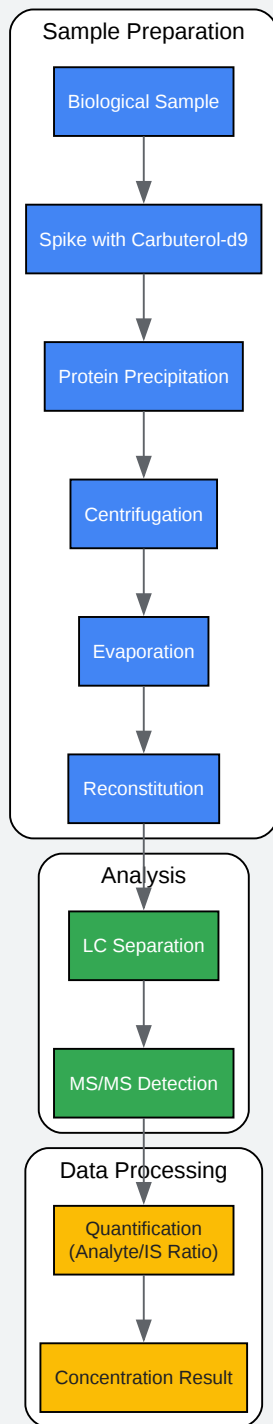 Sample Preparation
Biological Sample
Spike with Carbuterol-d9
Protein Precipitation
Centrifugation
Evaporation
Reconstitution
Analysis
LC Separation
MS/MS Detection
Data Processing
Quantification
(Analyte/IS Ratio)
Concentration Result